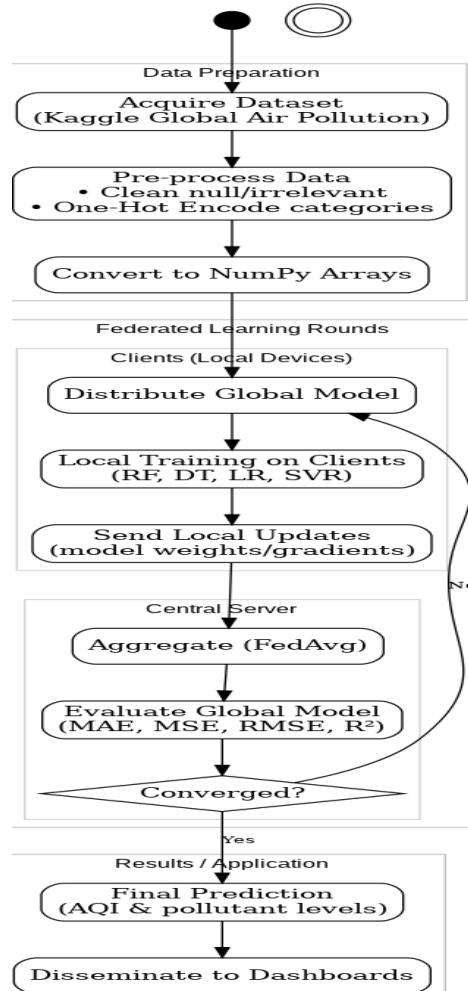 Data Preparation
Acquire Dataset
(Kaggle Global Air Pollution)
Pre-process Data
• Clean null/irrelevant
• One-Hot Encode categories
Convert to NumPy Arrays
Federated Learning Rounds
Clients (Local Devices)
Distribute Global Model
Local Training on Clients
(RF, DT, LR, SVR)
Send Local Updates
(model weights/gradients)
Central Server
Aggregate (FedAvg)
Evaluate Global Model
(MAE, MSE, RMSE, R²)
Converged?
Yes
Results / Application
Final Prediction
(AQI & pollutant levels)
Disseminate to Dashboards